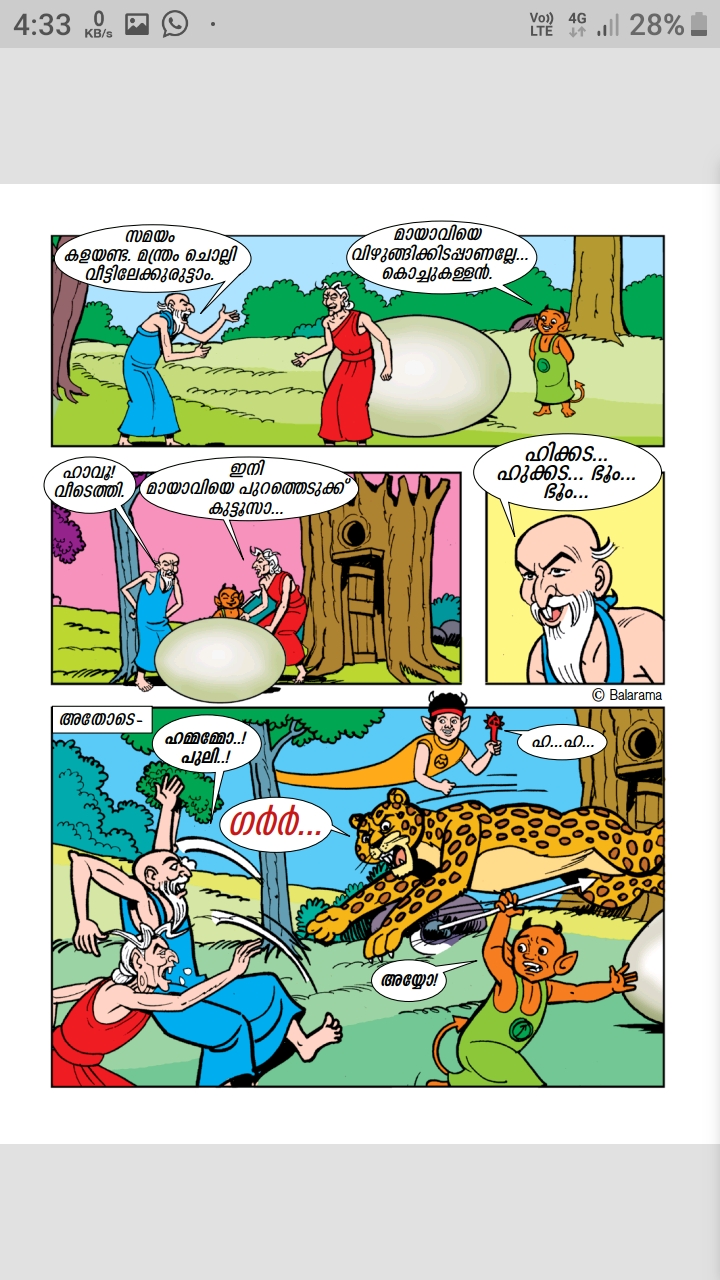 4:33
0
KB/s
Vo))
LTE
4G
28%
സമയം
കളയണ്ട. മന്ത്രം ചൊല്ലി
വീട്ടിലേക്കുരുട്ടാം.
മായാവിയെ
വിഴുങ്ങിക്കിടപ്പാണല്ലേ...
കൊച്ചുകള്ളൻ.
ഹാവൂ!
വീടെത്തി.
ഇനി
മായാവിയെ പുറത്തെടുക്ക്
കുട്ടൂസാ...
ഹിക്കട...
ഹുക്കട... ഭൂം...
ഭൂം...
© Balarama
അതോടെ-
ഹമ്മമ്മോ..!
പുലി..!
ഹ...ഹ...
ഗർർ...
അയ്യോ!